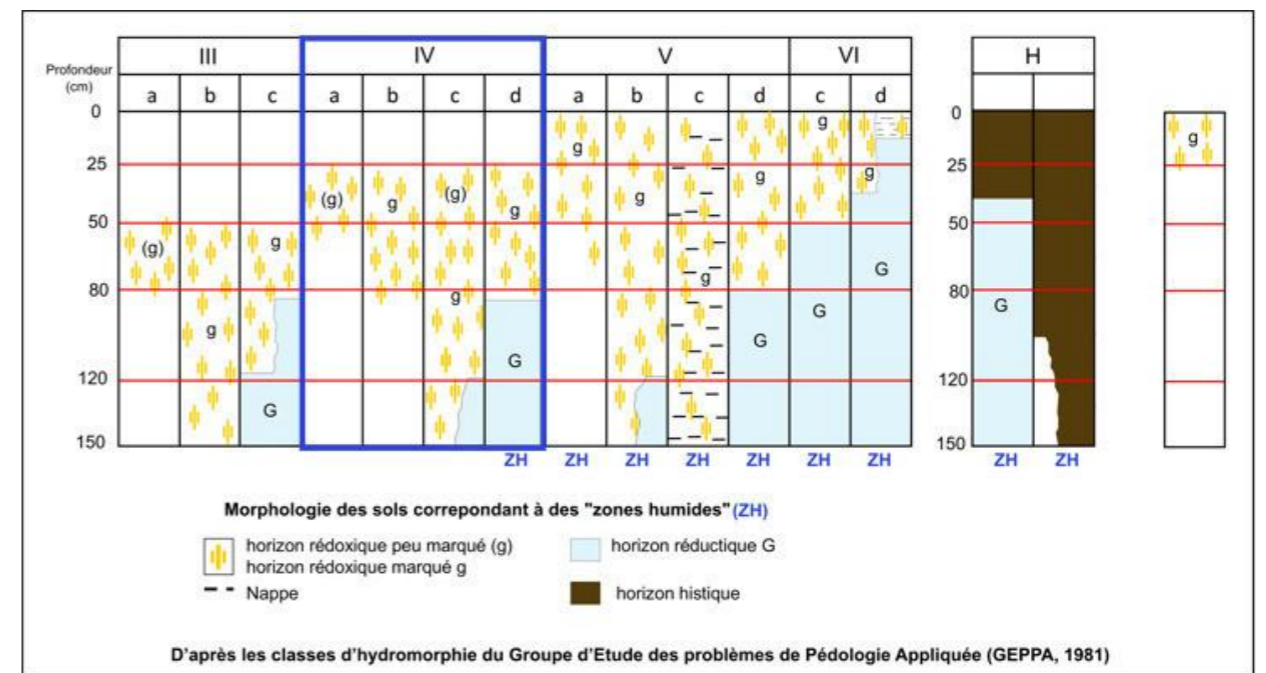 III IV V VI H
Profondeur
(cm)
a b c a b c d a b c d c d
0 g 0
g g
25 25
g
(g) g (g) g g g
50 50
(g) g
G
g
80 g 80
G G
g G
G
120 120
G
150 150
ZH ZH ZH ZH ZH ZH ZH ZH ZH
Morphologie des sols correpondant à des "zones humides"(ZH)
horizon rédoxique peu marqué (g) horizon réductique G
horizon rédoxique marqué g
Nappe horizon histique
D'après les classes d'hydromorphie du Groupe d'Etude des problèmes de Pédologie Appliquée (GEPPA, 1981)